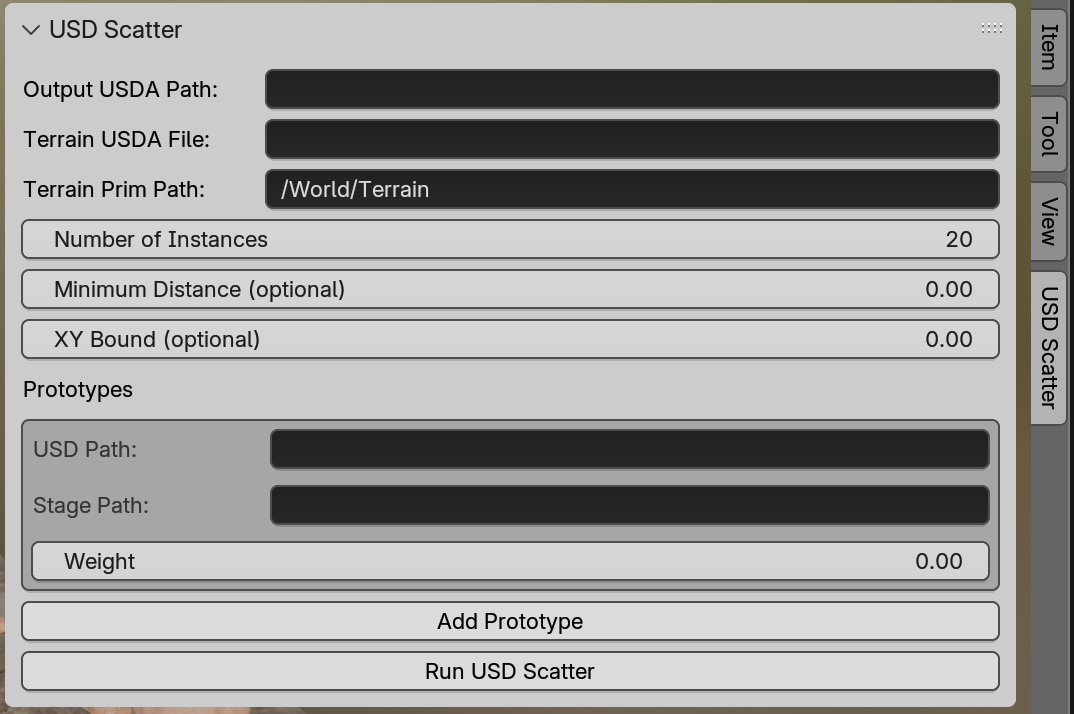 USD Scatter
Output USDA Path:
Terrain USDA File:
Terrain Prim Path: /World/Terrain
Number of Instances 20
Minimum Distance (optional) 0.00
XY Bound (optional) 0.00
Prototypes
USD Path:
Stage Path:
Weight 0.00
Add Prototype
Run USD Scatter
Item
Tool
View
USD Scatter